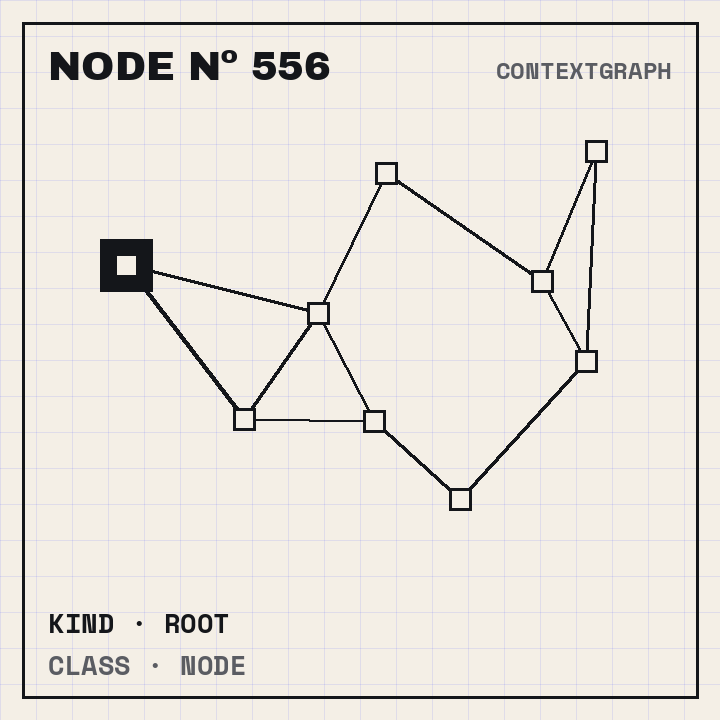 NODE Nº 556
CONTEXTGRAPH
KIND · ROOT
CLASS · NODE